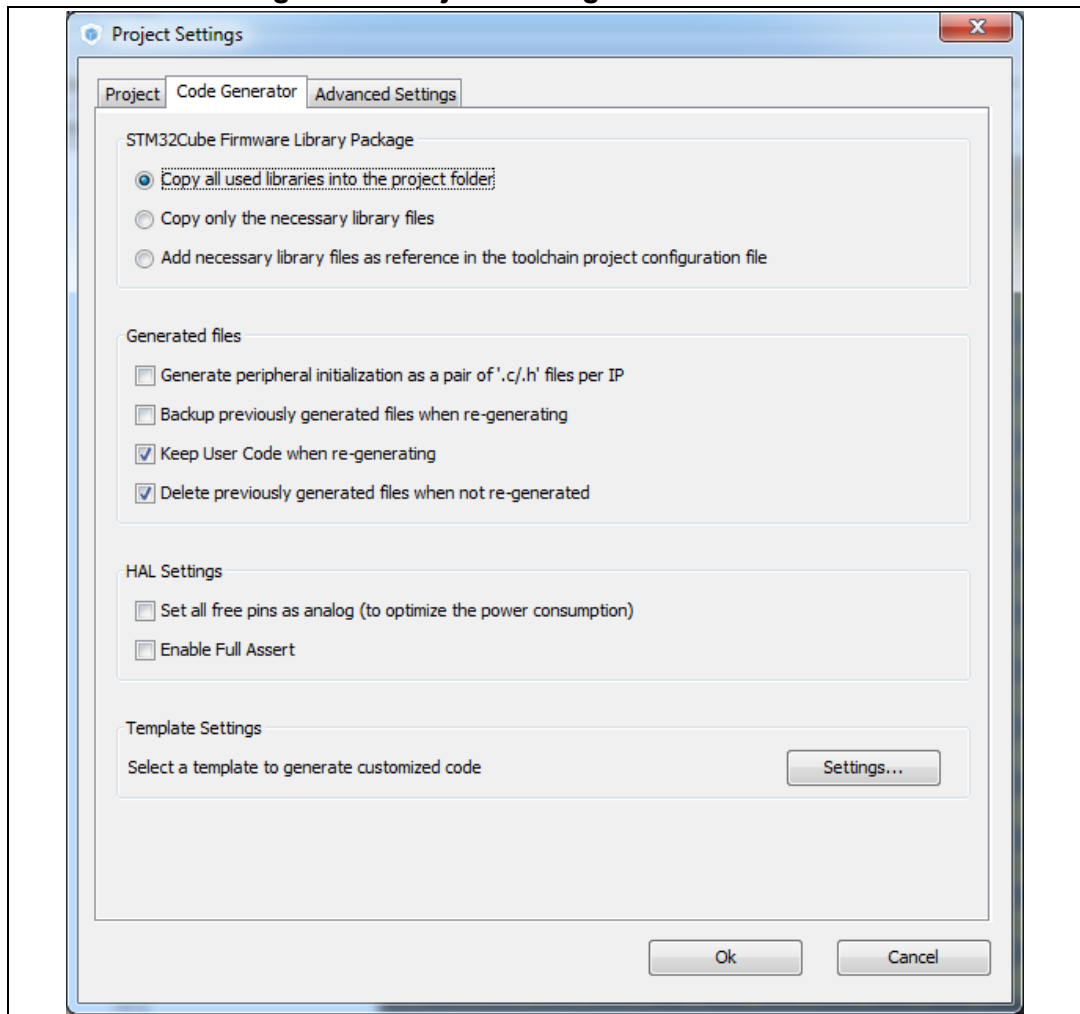 Project Settings
Project Code Generator Advanced Settings
STM32Cube Firmware Library Package
Copy all used libraries into the project folder
Copy only the necessary library files
Add necessary library files as reference in the toolchain project configuration file
Generated files
Generate peripheral initialization as a pair of '.c/.h' files per IP
Backup previously generated files when re-generating
Keep User Code when re-generating
Delete previously generated files when not re-generated
HAL Settings
Set all free pins as analog (to optimize the power consumption)
Enable Full Assert
Template Settings
Select a template to generate customized code Settings...
Ok Cancel